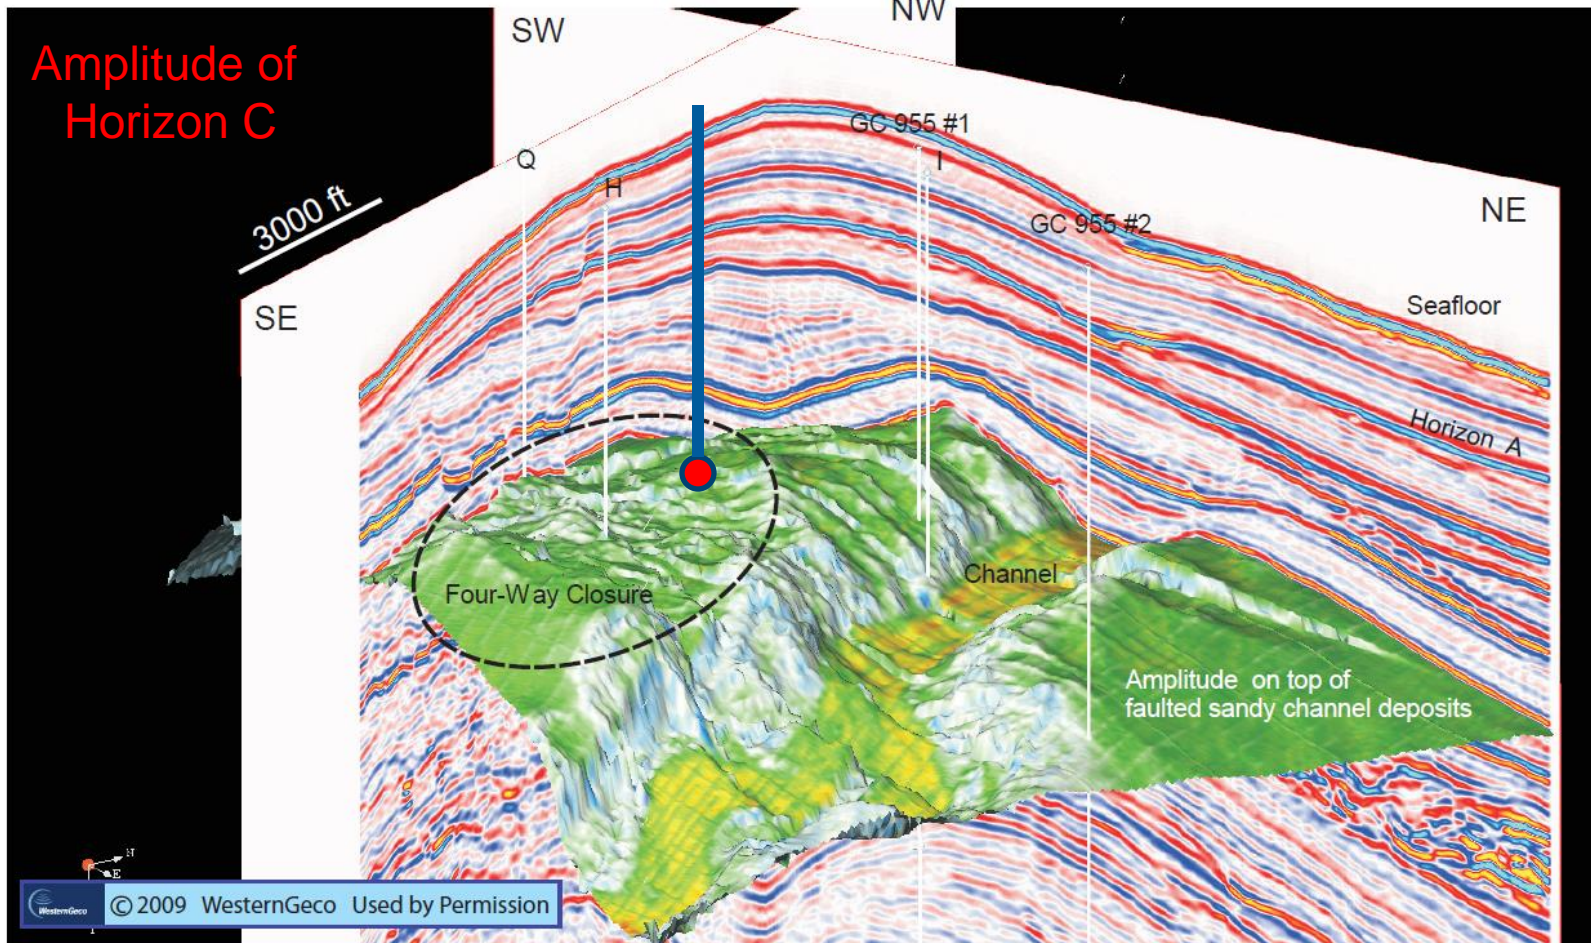 Amplitude of
Horizon C
SW
NW
GC 955 #1
Q
I
H
3000 ft
GC 955 #2
NE
SE
Seafloor
Horizon A
Channel
Four-Way Closure
Amplitude on top of
faulted sandy channel deposits
N
E
WesternGeco
© 2009 WesternGeco Used by Permission